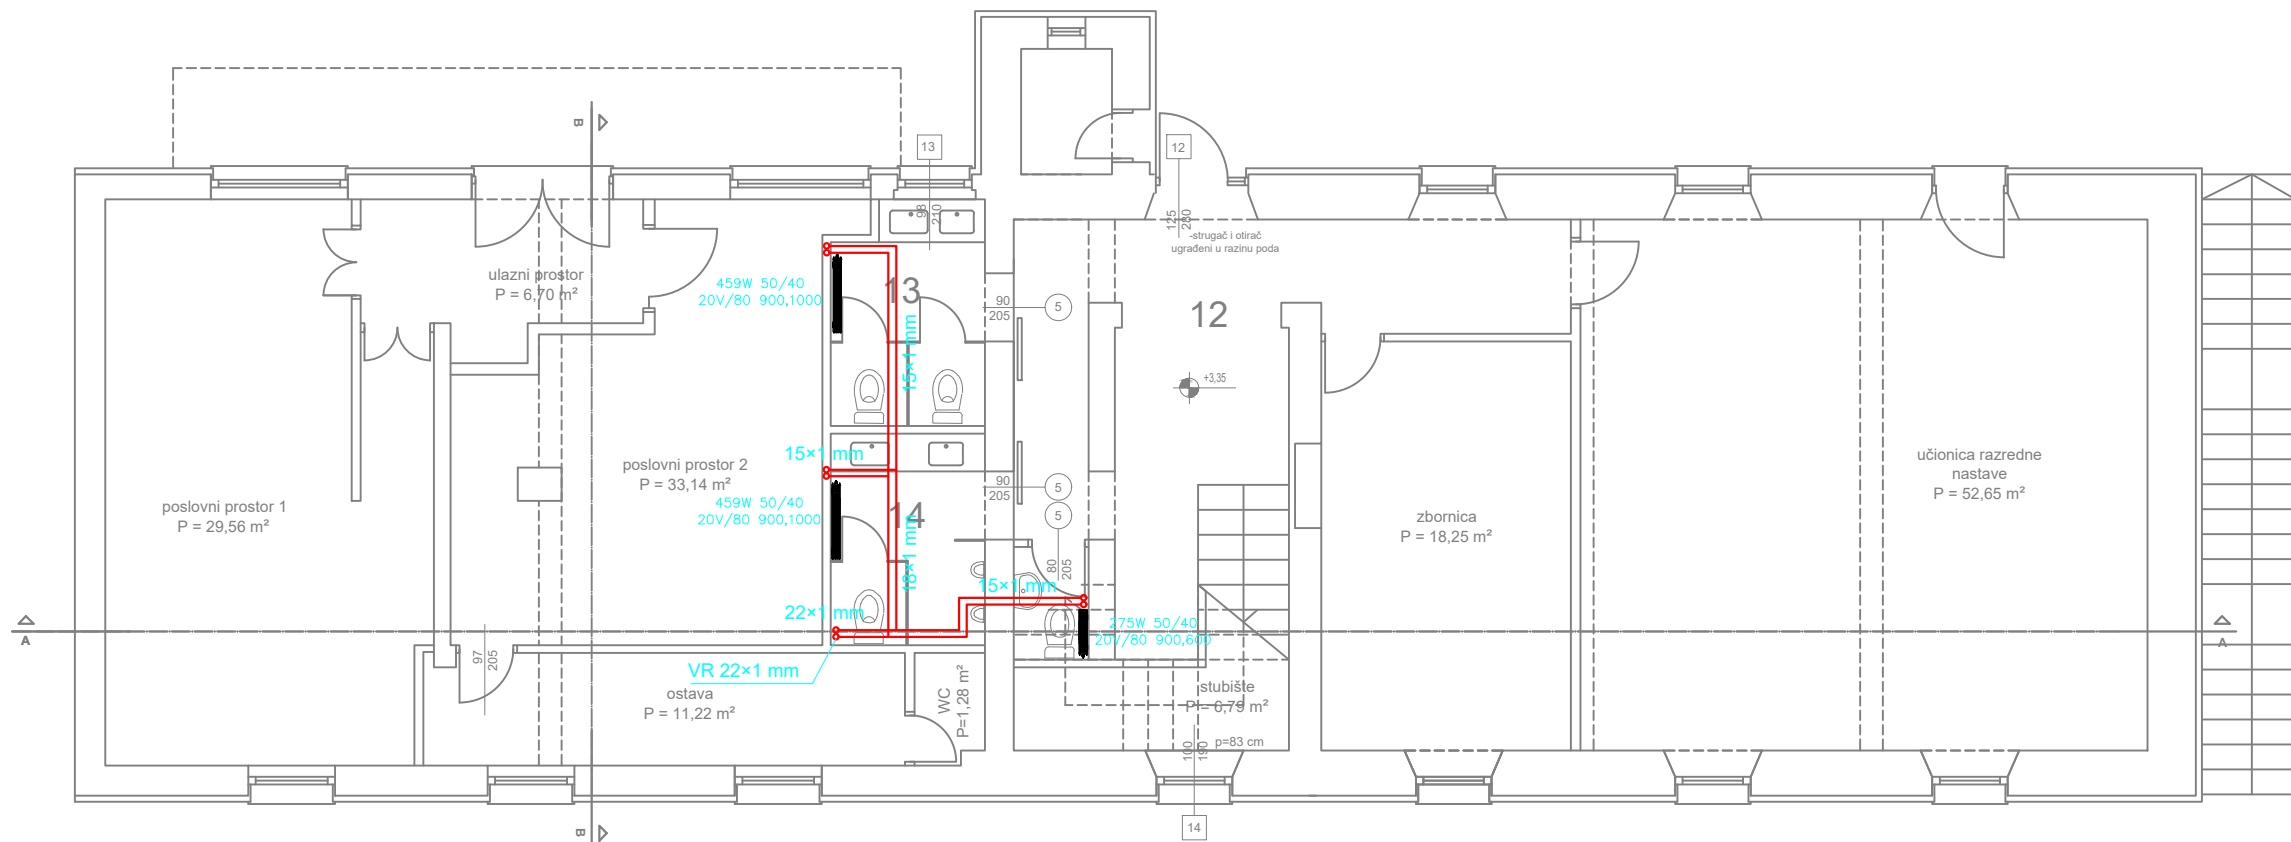 B
13
12
98
210
125
280
-strugač i otirač
ugrađeni u razinu poda
ulazni prostor
P = 6,70 m²
459W 50/40
20V/80 900,1000
13
90
205
5
12
15×1 mm
+3,35
15×1 mm
poslovni prostor 2
P = 33,14 m²
učionica razredne
nastave
P = 52,65 m²
90
205
5
5
459W 50/40
20V/80 900,1000
14
poslovni prostor 1
P = 29,56 m²
zbornica
P = 18,25 m²
18×1 mm
80
205
15×1 mm
22×1 mm
275W 50/40
20V/80 900,600
A
A
97
205
VR 22×1 mm
ostava
P = 11,22 m²
WC
P=1,28 m²
stubište
P = 6,79 m²
100
190
p=83 cm
B
14